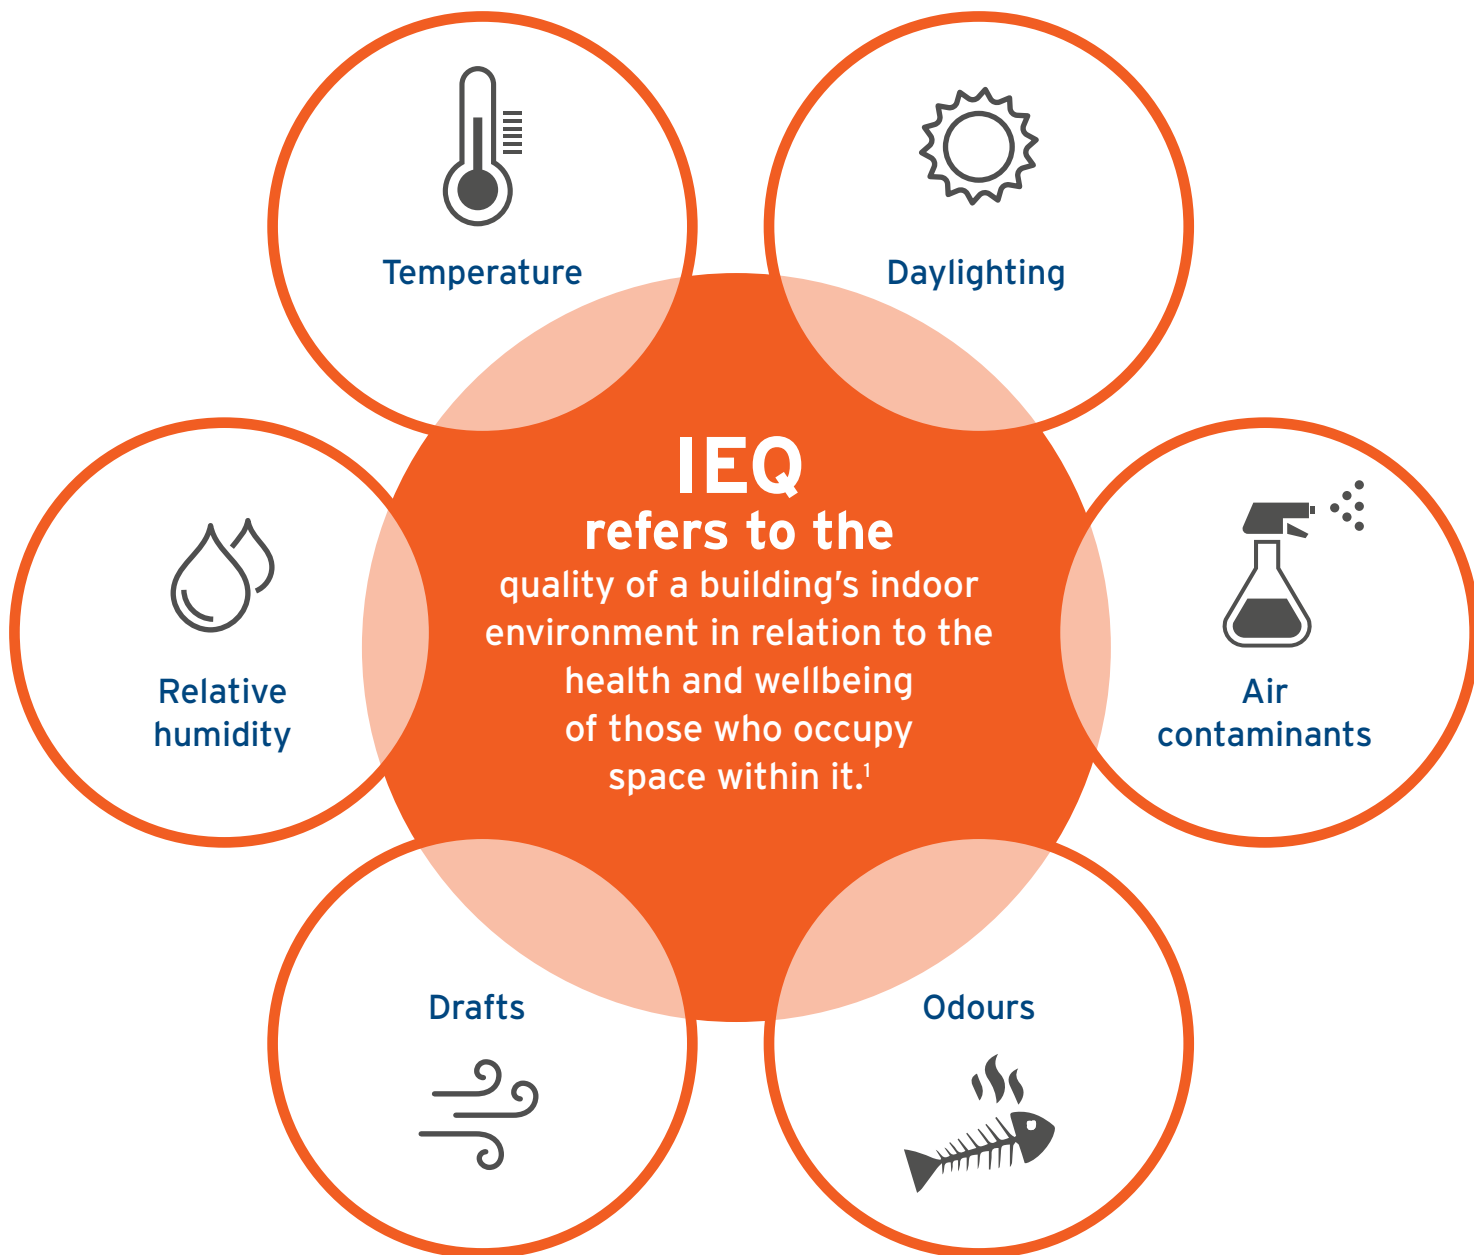 Temperature
Daylighting
IEQ
refers to the
quality of a building’s indoor
environment in relation to the
health and wellbeing
of those who occupy
space within it.¹
Relative
humidity
Air
contaminants
Drafts
Odours